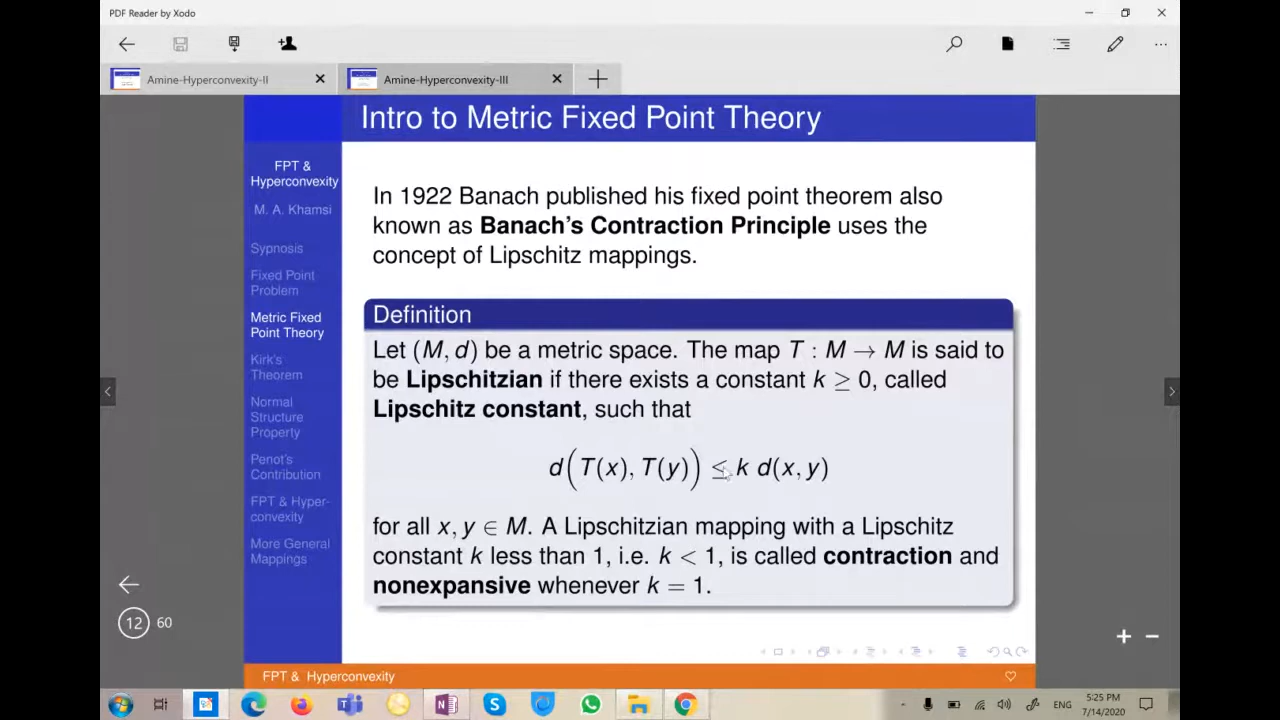 PDF Reader by Xodo
Amine-Hyperconvexity-II
Amine-Hyperconvexity-III
Intro to Metric Fixed Point Theory
FPT &
Hyperconvexity
M. A. Khamsi
Sypnosis
Fixed Point
Problem
Metric Fixed
Point Theory
Kirk's
Theorem
Normal
Structure
Property
Penot's
Contribution
FPT & Hyper-
convexity
More General
Mappings
In 1922 Banach published his fixed point theorem also
known as Banach's Contraction Principle uses the
concept of Lipschitz mappings.
Definition
Let (M, d) be a metric space. The map T : M → M is said to
be Lipschitzian if there exists a constant k ≥ 0, called
Lipschitz constant, such that
d(T(x), T(y)) ≤ k d(x, y)
for all x, y ∈ M. A Lipschitzian mapping with a Lipschitz
constant k less than 1, i.e. k < 1, is called contraction and
nonexpansive whenever k = 1.
12 60
FPT & Hyperconvexity
ENG
5:25 PM
7/14/2020